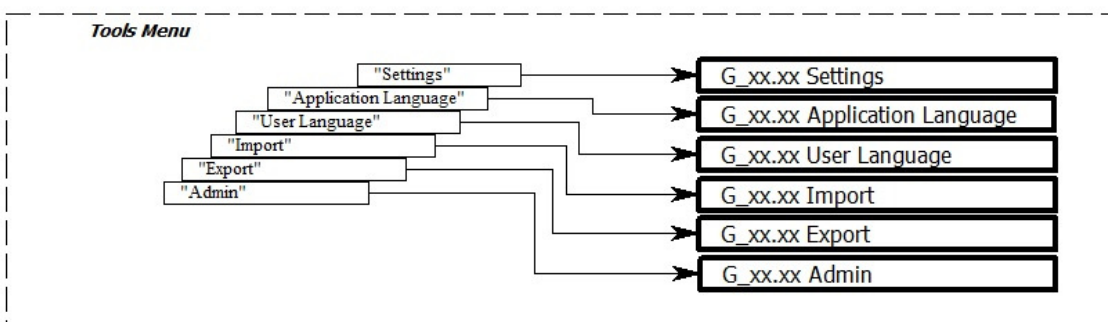 Tools Menu
"Settings"
"Application Language"
"User Language"
"Import"
"Export"
"Admin"
G_xx.xx Settings
G_xx.xx Application Language
G_xx.xx User Language
G_xx.xx Import
G_xx.xx Export
G_xx.xx Admin